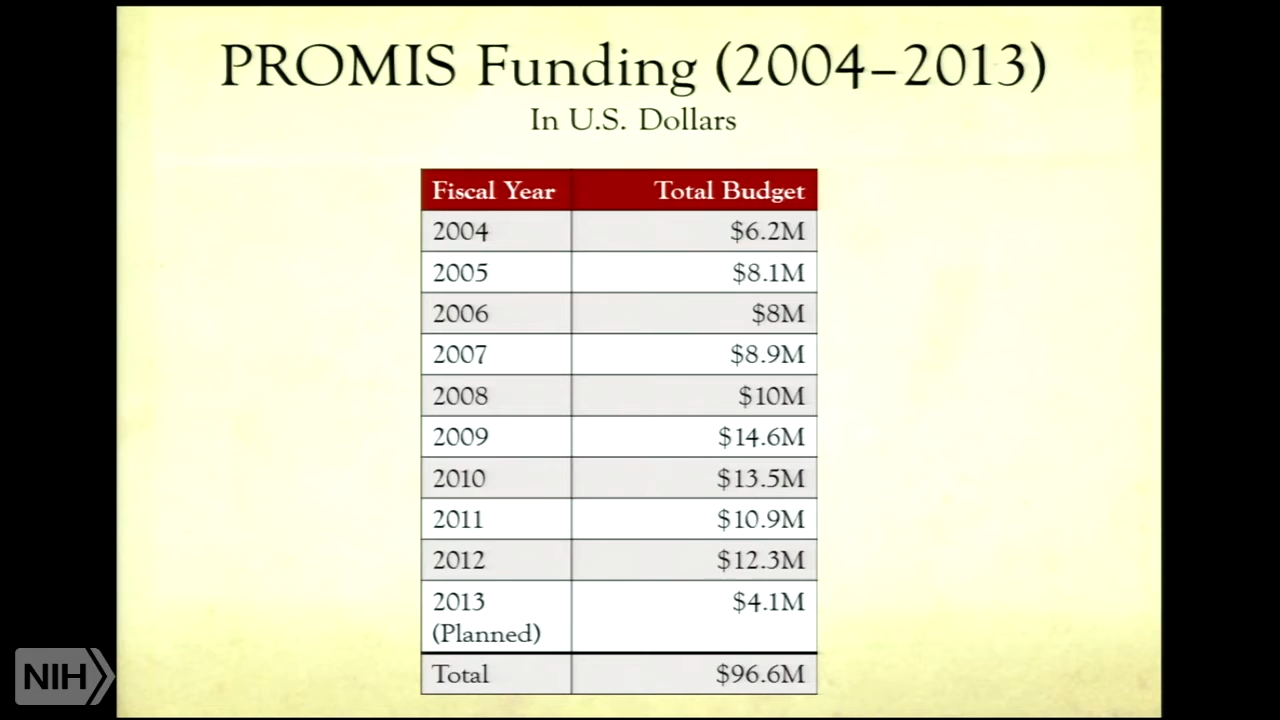 PROMIS Funding (2004–2013)
In U.S. Dollars
Fiscal Year Total Budget
2004 $6.2M
2005 $8.1M
2006 $8M
2007 $8.9M
2008 $10M
2009 $14.6M
2010 $13.5M
2011 $10.9M
2012 $12.3M
2013 $4.1M
(Planned)
Total $96.6M
NIH